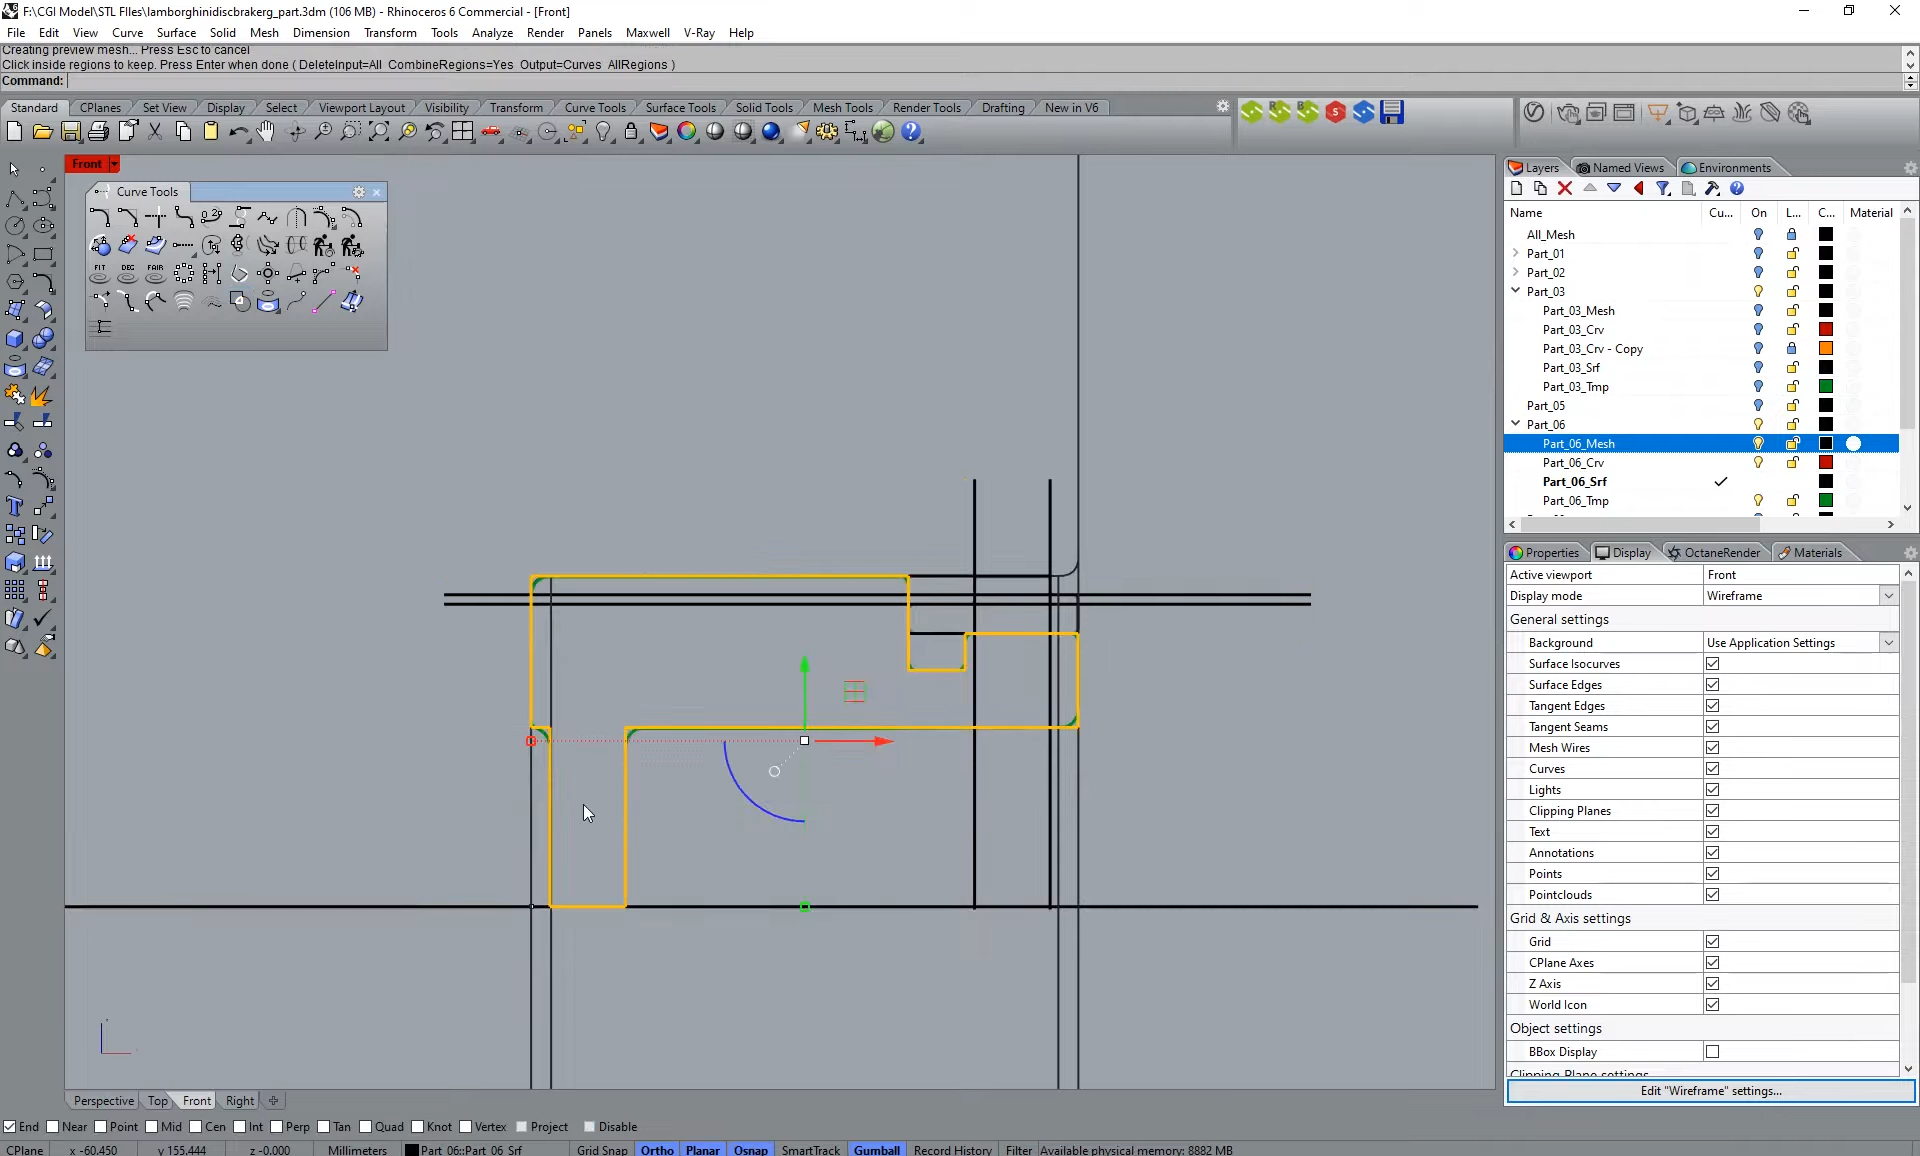 F:\CGI Model\STL FIles\lamborghinidiscbrakerg_part.3dm (106 MB) - Rhinoceros 6 Commercial - [Front]
File Edit View Curve Surface Solid Mesh Dimension Transform Tools Analyze Render Panels Maxwell V-Ray Help
Creating preview mesh... Press Esc to cancel
Click inside regions to keep. Press Enter when done ( DeleteInput=All CombineRegions=Yes Output=Curves AllRegions )
Command:
Standard CPlanes Set View Display Select Viewport Layout Visibility Transform Curve Tools Surface Tools Solid Tools Mesh Tools Render Tools Drafting New in V6
Front
Curve Tools
FIT DEG FAIR
Layers Named Views Environments
Name Cu... On L... C... Material
All_Mesh
Part_01
Part_02
Part_03
Part_03_Mesh
Part_03_Crv
Part_03_Crv - Copy
Part_03_Srf
Part_03_Tmp
Part_05
Part_06
Part_06_Mesh
Part_06_Crv
Part_06_Srf
Part_06_Tmp
Properties Display OctaneRender Materials
Active viewport Front
Display mode Wireframe
General settings
Background Use Application Settings
Surface Isocurves
Surface Edges
Tangent Edges
Tangent Seams
Mesh Wires
Curves
Lights
Clipping Planes
Text
Annotations
Points
Pointclouds
Grid & Axis settings
Grid
CPlane Axes
Z Axis
World Icon
Object settings
BBox Display
Clipping Plane settings
Edit "Wireframe" settings...
Perspective Top Front Right
End Near Point Mid Cen Int Perp Tan Quad Knot Vertex Project Disable
CPlane x -60.450 y 155.444 z -0.000 Millimeters Part_06::Part_06_Srf Grid Snap Ortho Planar Osnap SmartTrack Gumball Record History Filter Available physical memory: 8882 MB